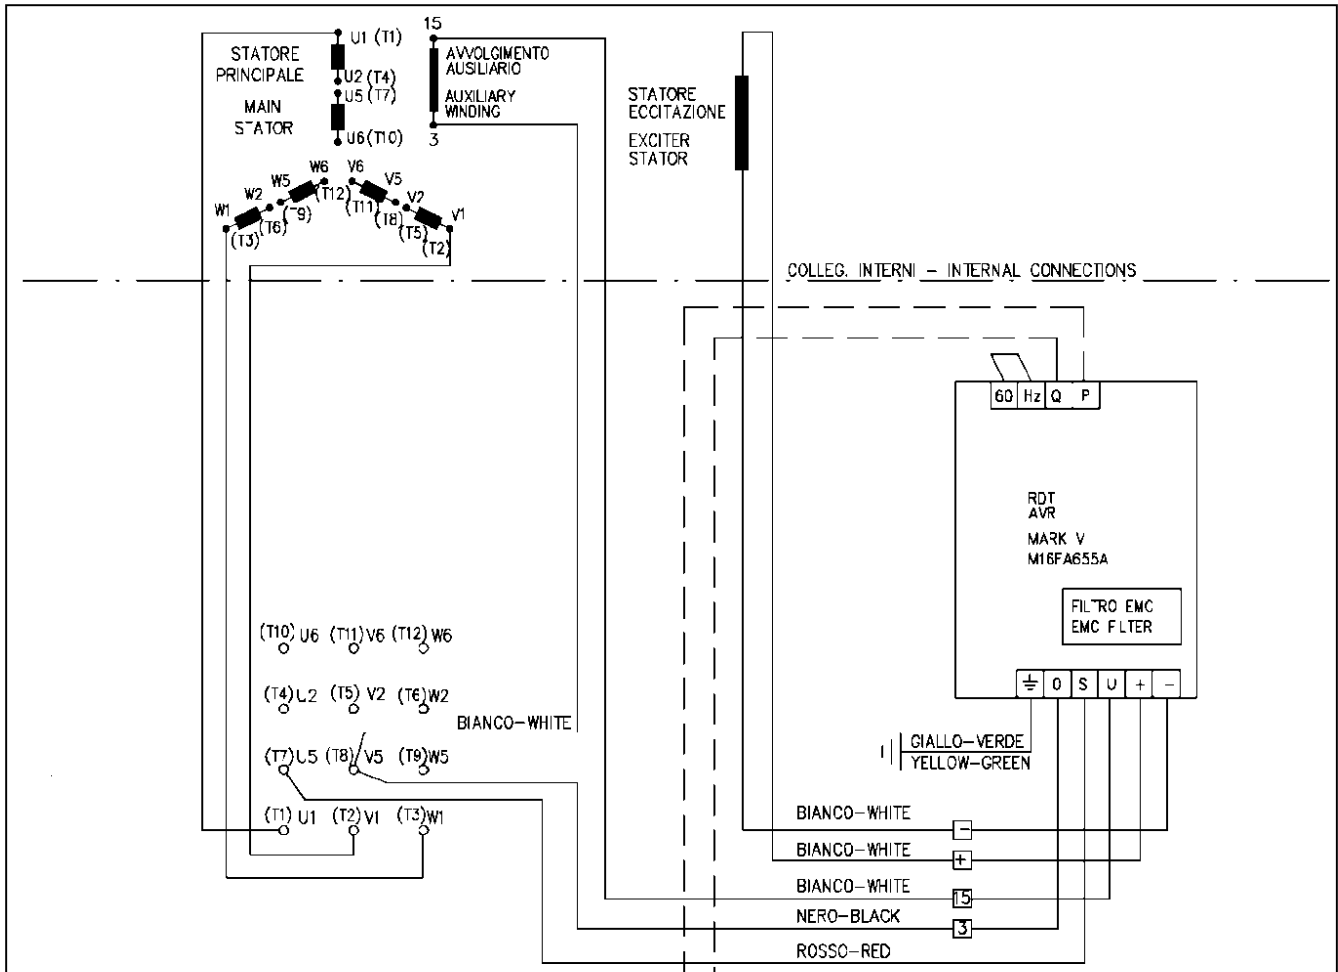 15
U1 (T1)
STATORE
PRINCIPALE
AVVOLGIMENTO
AUSILIARIO
U2 (T4)
U5 (T7)
MAIN
STATOR
AUXILIARY
WINDING
U6 (T10)
3
STATORE
ECCITAZIONE
EXCITER
STATOR
W6
V6
W5
V5
(T12)
W2
V2
(T11)
W1
(T9)
(T8)
V1
(T6)
(T5)
(T3)
(T2)
COLLEG. INTERNI - INTERNAL CONNECTIONS
60 Hz Q P
RDT
AVR
MARK V
M16FA655A
FILTRO EMC
EMC FILTER
(T10) U6 (T11) V6 (T12) W6
0 S U + -
(T4) U2 (T5) V2 (T6) W2
BIANCO-WHITE
(T7) U5 (T8) V5 (T9) W5
GIALLO-VERDE
YELLOW-GREEN
(T1) U1 (T2) V1 (T3) W1
BIANCO-WHITE
-
BIANCO-WHITE
+
BIANCO-WHITE
15
NERO-BLACK
3
ROSSO-RED